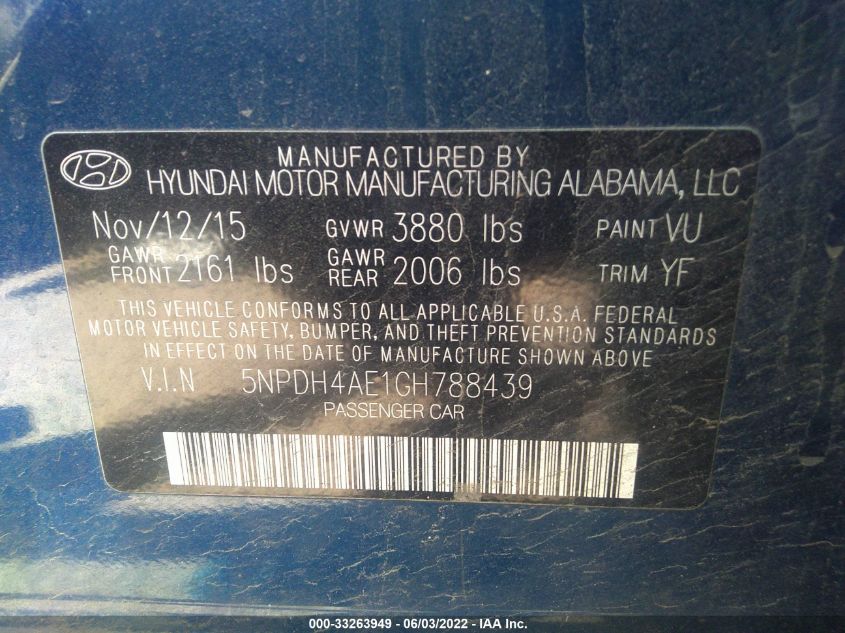 MANUFACTURED BY
HYUNDAI MOTOR MANUFACTURING ALABAMA, LLC
Nov/12/15 GVWR 3880 lbs PAINT VU
GAWR FRONT 2161 lbs GAWR REAR 2006 lbs TRIM YF
THIS VEHICLE CONFORMS TO ALL APPLICABLE U.S.A. FEDERAL
MOTOR VEHICLE SAFETY, BUMPER, AND THEFT PREVENTION STANDARDS
IN EFFECT ON THE DATE OF MANUFACTURE SHOWN ABOVE
V.I.N 5NPDH4AE1GH788439
PASSENGER CAR
000-33263949 - 06/03/2022 - IAA Inc.